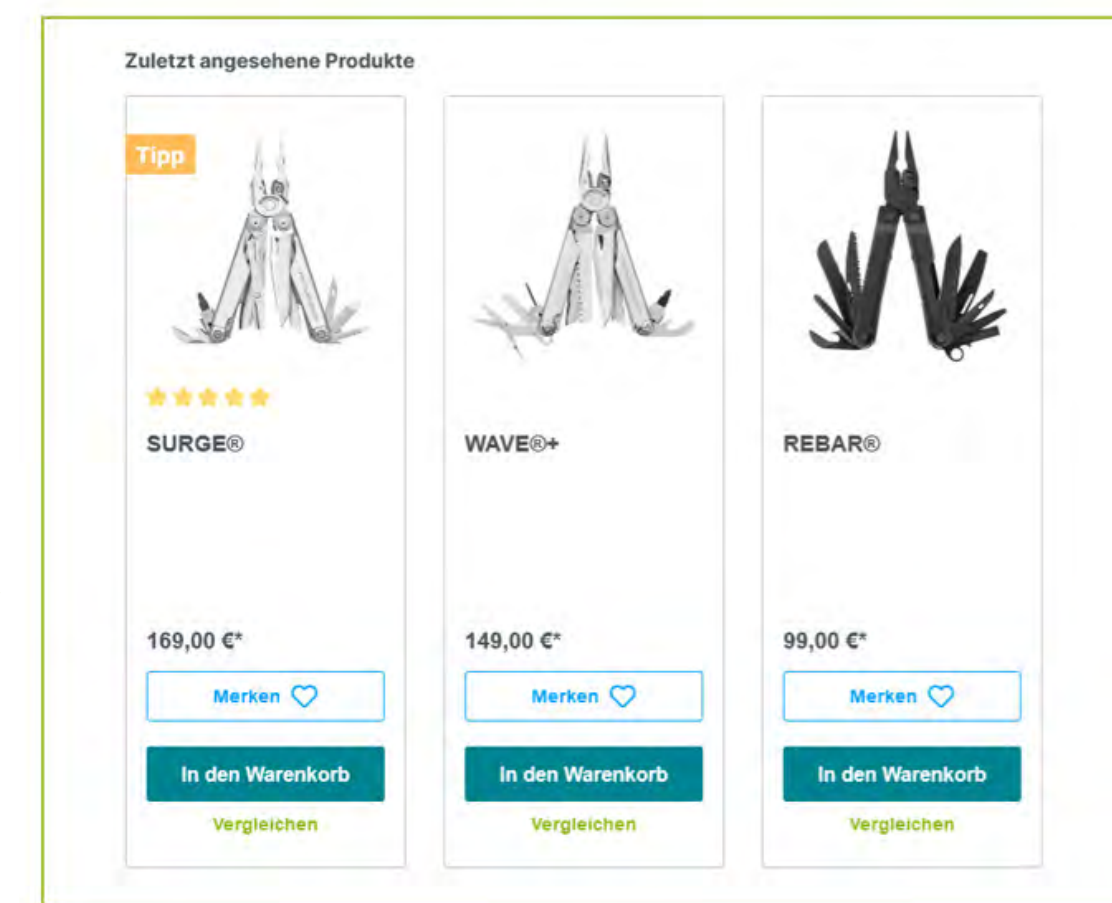 Zuletzt angesehene Produkte
Tipp
SURGE®
169,00 €*
Merken
In den Warenkorb
Vergleichen
WAVE®+
149,00 €*
Merken
In den Warenkorb
Vergleichen
REBAR®
99,00 €*
Merken
In den Warenkorb
Vergleichen